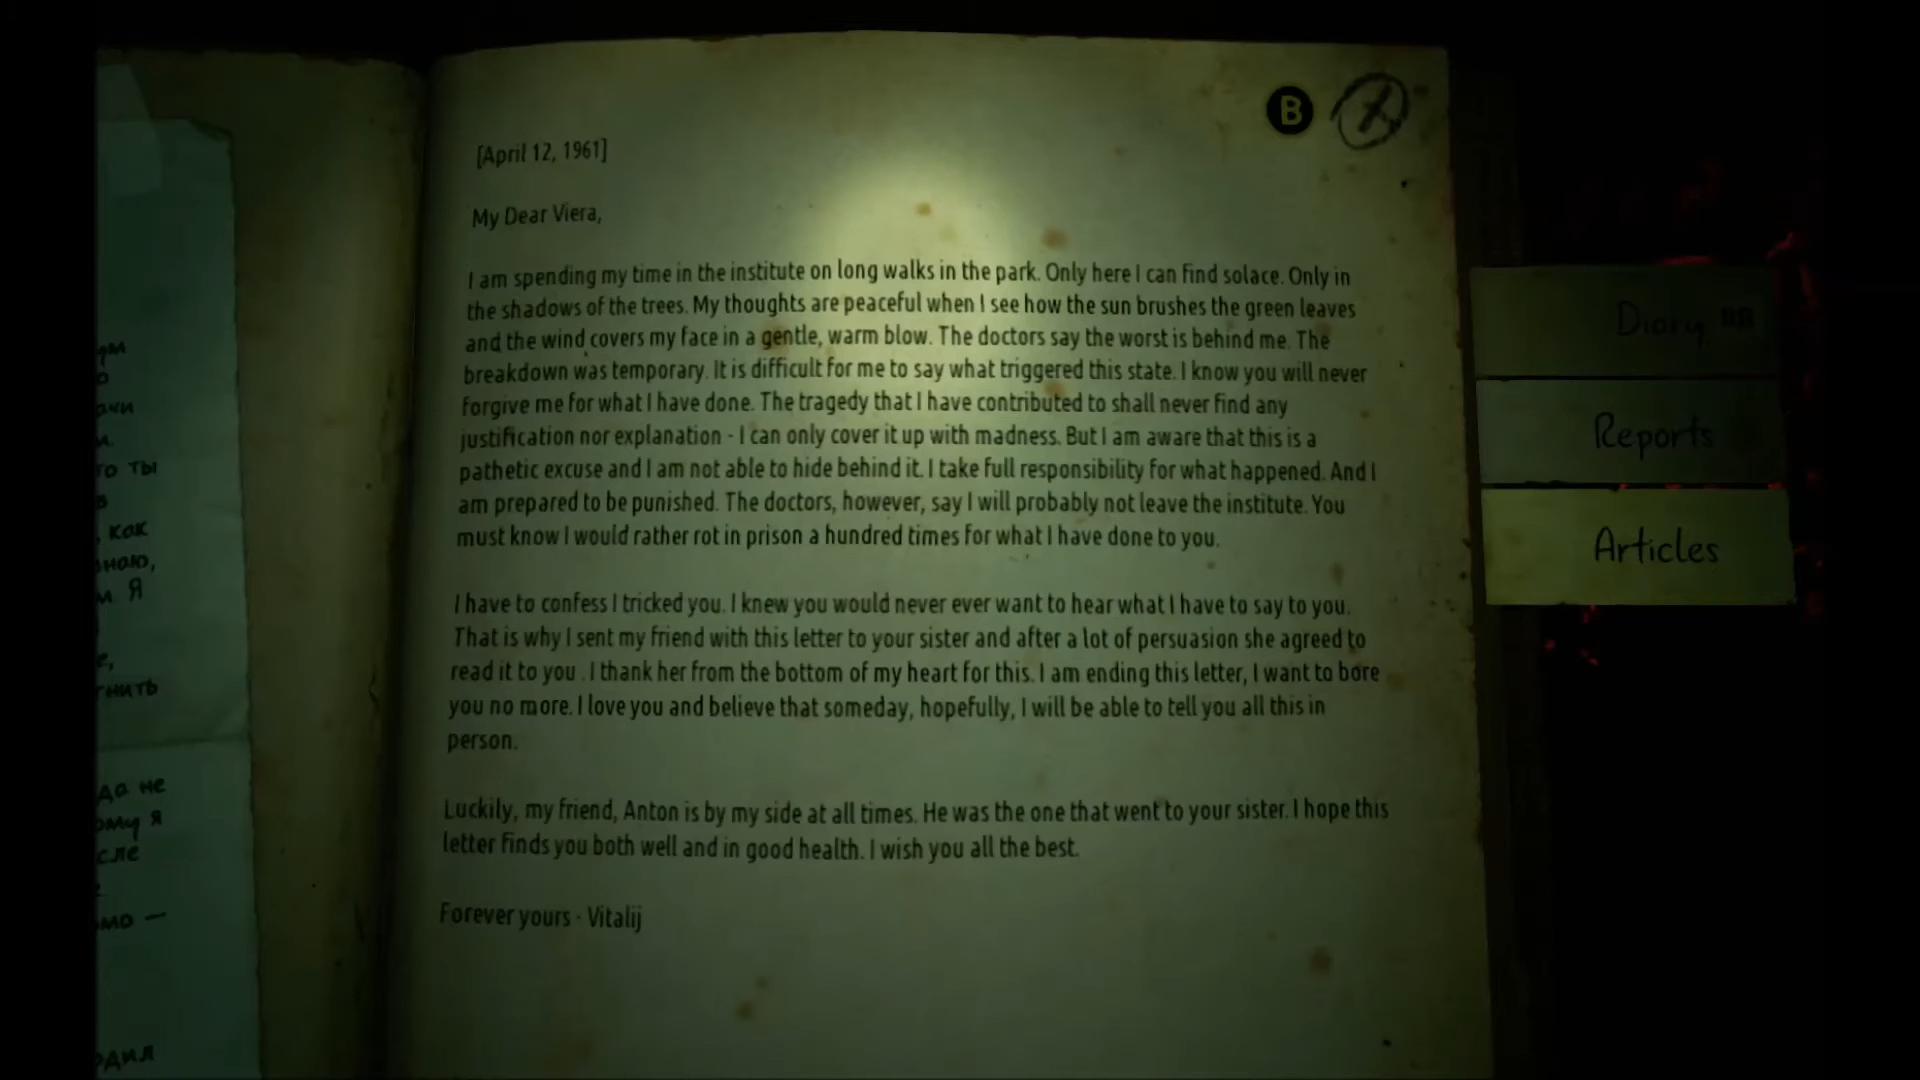 ум
о
ачи
м.
то ты
в
, как
знаю,
м. Я
е,
гнить
да не
ому я
сле
мо —
одил
B
X
[April 12, 1961]
My Dear Viera,
I am spending my time in the institute on long walks in the park. Only here I can find solace. Only in
the shadows of the trees. My thoughts are peaceful when I see how the sun brushes the green leaves
and the wind covers my face in a gentle, warm blow. The doctors say the worst is behind me. The
breakdown was temporary. It is difficult for me to say what triggered this state. I know you will never
forgive me for what I have done. The tragedy that I have contributed to shall never find any
justification nor explanation - I can only cover it up with madness. But I am aware that this is a
pathetic excuse and I am not able to hide behind it. I take full responsibility for what happened. And I
am prepared to be punished. The doctors, however, say I will probably not leave the institute. You
must know I would rather rot in prison a hundred times for what I have done to you.
I have to confess I tricked you. I knew you would never ever want to hear what I have to say to you.
That is why I sent my friend with this letter to your sister and after a lot of persuasion she agreed to
read it to you . I thank her from the bottom of my heart for this. I am ending this letter, I want to bore
you no more. I love you and believe that someday, hopefully, I will be able to tell you all this in
person.
Luckily, my friend, Anton is by my side at all times. He was the one that went to your sister. I hope this
letter finds you both well and in good health. I wish you all the best.
Forever yours - Vitalij
Diary
Reports
Articles